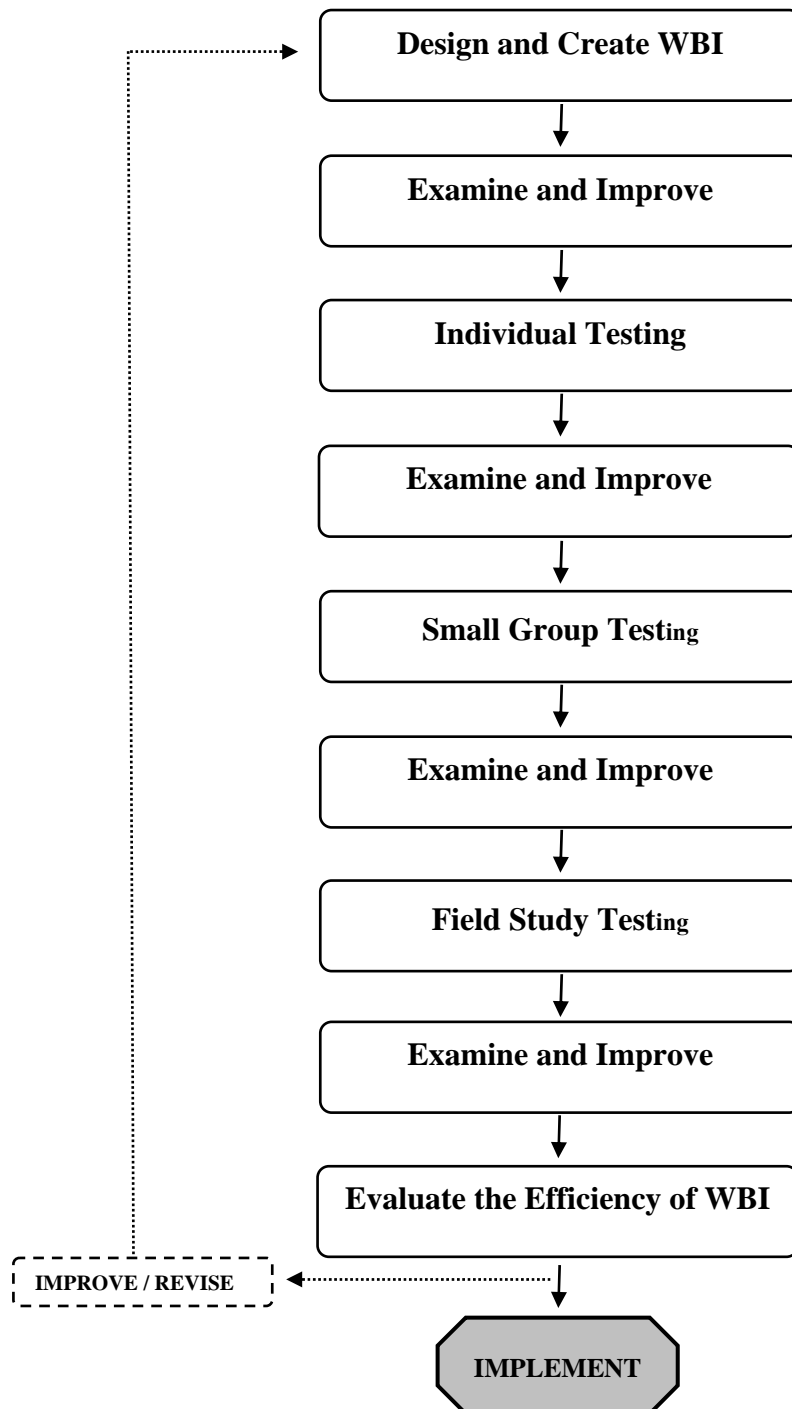 Design and Create WBI
Examine and Improve
Individual Testing
Examine and Improve
Small Group Testing
Examine and Improve
Field Study Testing
Examine and Improve
Evaluate the Efficiency of WBI
IMPROVE / REVISE
IMPLEMENT